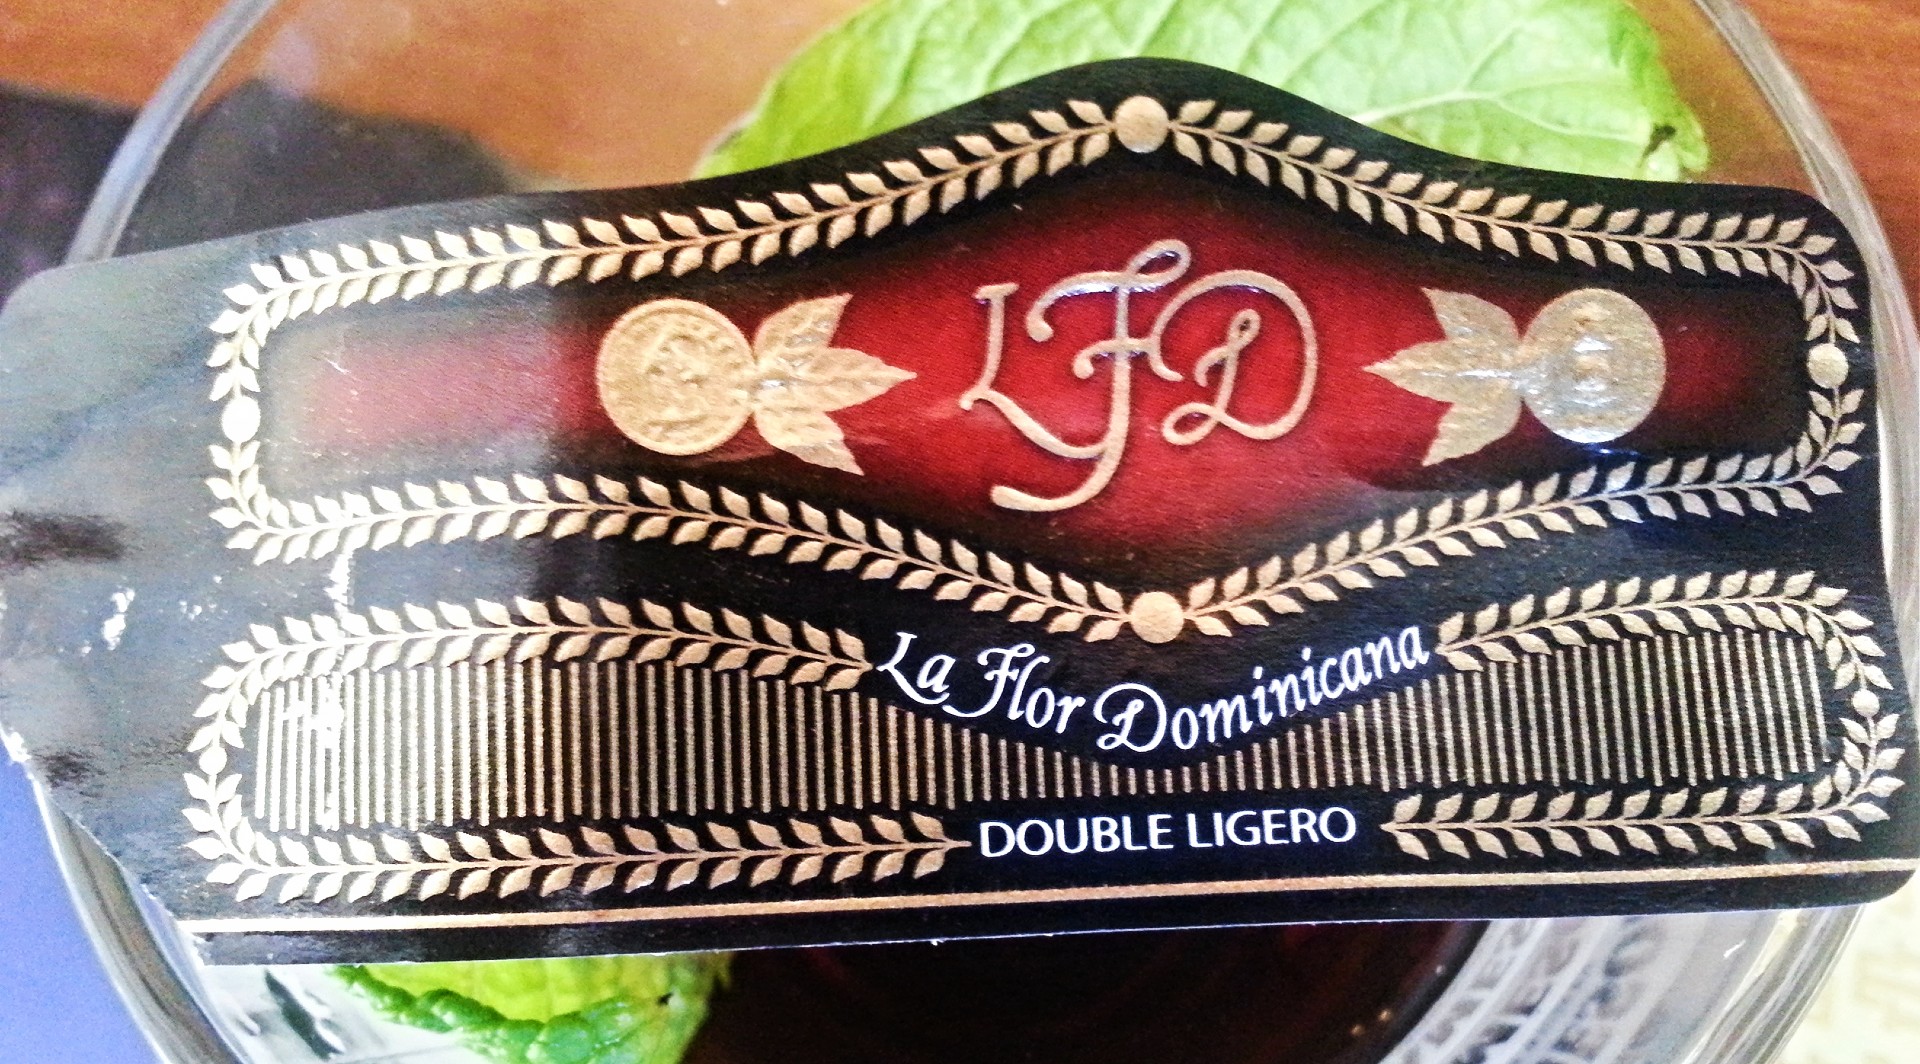 LFD
La Flor Dominicana
DOUBLE LIGERO